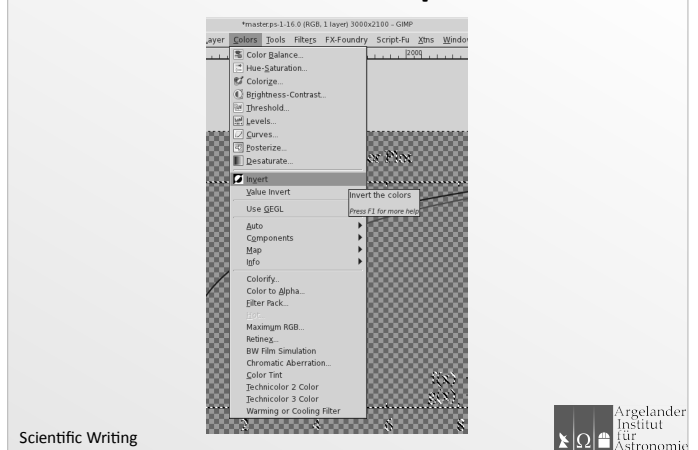 *master.ps-1-16.0 (RGB, 1 layer) 3000x2100 – GIMP
ayer Colors Tools Filters FX-Foundry Script-Fu Xtns Window
2000
Color Balance...
Hue-Saturation...
Colorize...
Brightness-Contrast...
Threshold...
Levels...
Curves...
Posterize...
Desaturate...
Invert
Value Invert
Invert the colors
Use GEGL
Press F1 for more help
Auto
Components
Map
Info
Colorify...
Color to Alpha...
Filter Pack...
Hot...
Maximum RGB...
Retinex...
BW Film Simulation
Chromatic Aberration...
Color Tint
Technicolor 2 Color
Technicolor 3 Color
Warming or Cooling Filter
Scientific Writing
Argelander
Institut
für
Astronomie